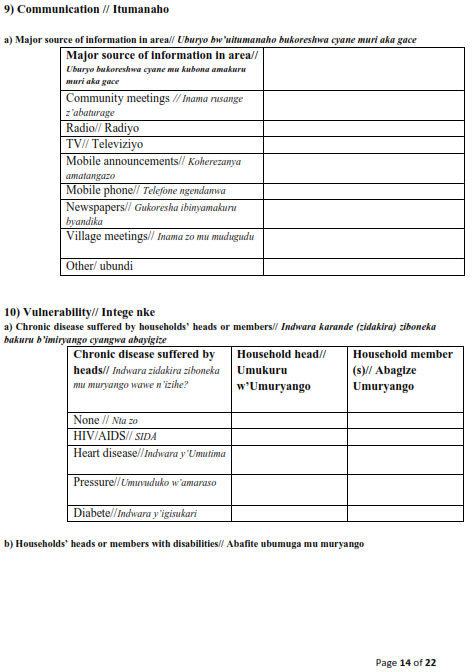 9) Communication // Itumanaho
a) Major source of information in area// Uburyo bw'uitumanaho bukoreshwa cyane muri aka gace
Major source of information in area//
Uburyo bukoreshwa cyane mu kubona amakuru
muri aka gace
Community meetings // Inama rusange
z'abaturage
Radio// Radiyo
TV// Televiziyo
Mobile announcements// Koherezanya
amatangazo
Mobile phone// Telefone ngendanwa
Newspapers// Gukoresha ibinyamakuru
byandika
Village meetings// Inama zo mu mudugudu
Other/ ubundi
10) Vulnerability// Intege nke
a) Chronic disease suffered by households' heads or members// Indwara karande (zidakira) ziboneka
bakuru b'imiryango cyangwa abayigize
Chronic disease suffered by
heads// Indwara zidakira ziboneka
mu muryango wawe n'izihe?
Household head//
Umukuru
w'Umuryango
Household member
(s)// Abagize
Umuryango
None // Nta zo
HIV/AIDS// SIDA
Heart disease//Indwara y'Umutima
Pressure//Umuvuduko w'amaraso
Diabete//Indwara y'igisukari
b) Households' heads or members with disabilities// Abafite ubumuga mu muryango
Page 14 of 22